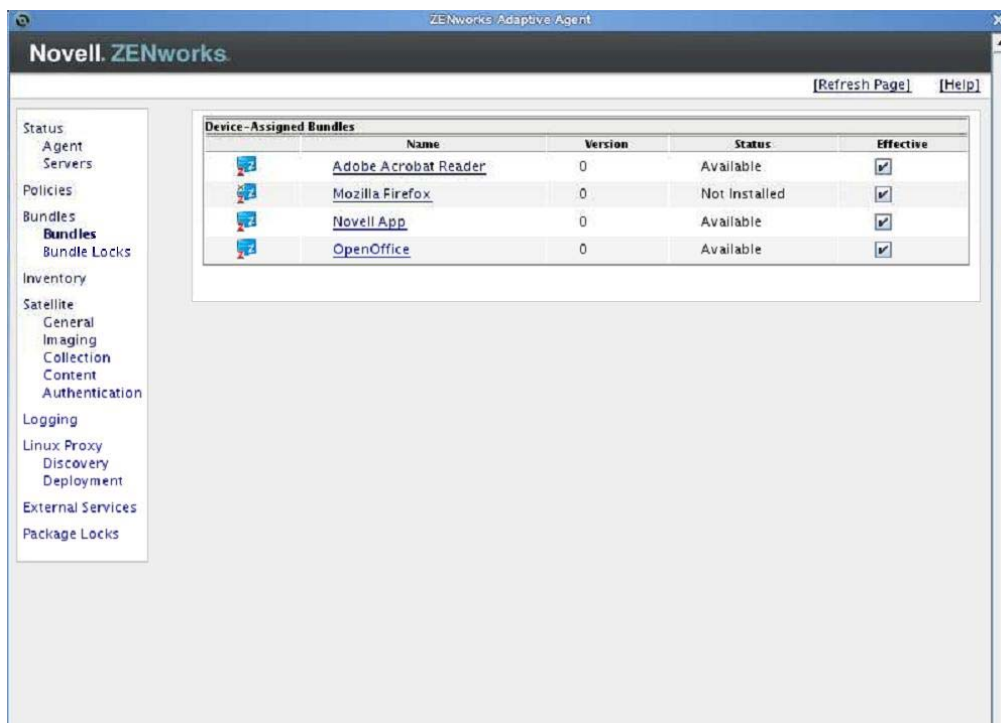 ZENworks Adaptive Agent
Novell. ZENworks.
[Refresh Page] [Help]
Status
Agent
Servers
Policies
Bundles
Bundles
Bundle Locks
Inventory
Satellite
General
Imaging
Collection
Content
Authentication
Logging
Linux Proxy
Discovery
Deployment
External Services
Package Locks
Device-Assigned Bundles
Name Version Status Effective
Adobe Acrobat Reader 0 Available
Mozilla Firefox 0 Not Installed
Novell App 0 Available
OpenOffice 0 Available